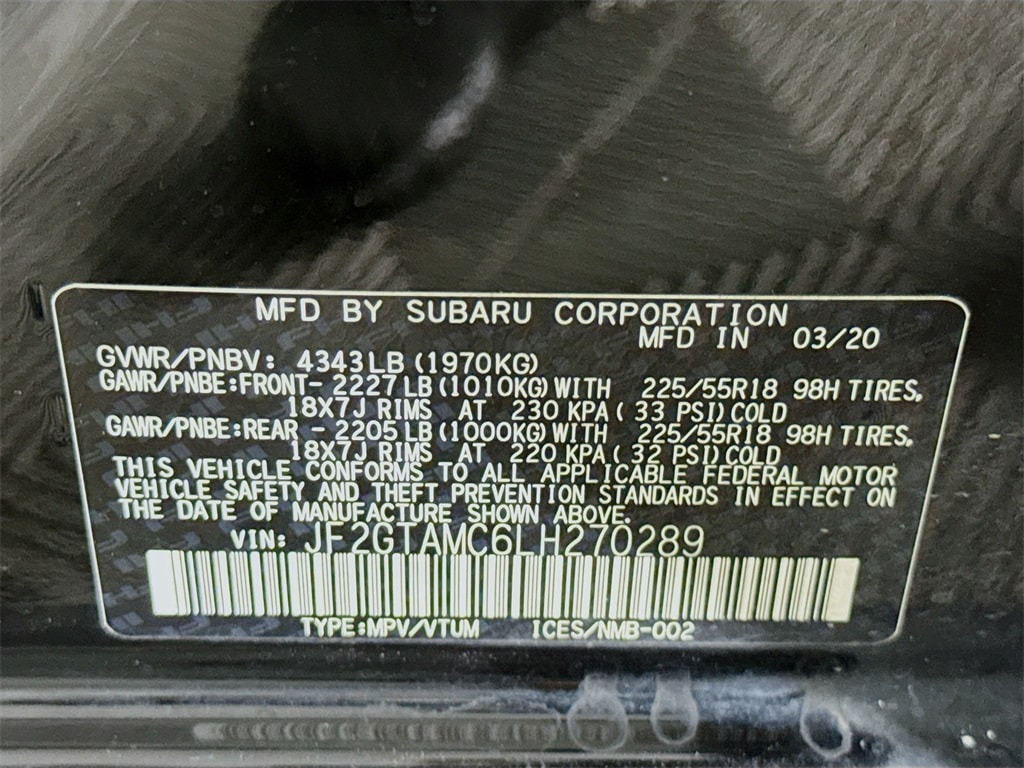 MFD BY SUBARU CORPORATION
MFD IN 03/20
GVWR/PNBV: 4343LB (1970KG)
GAWR/PNBE:FRONT- 2227LB (1010KG) WITH 225/55R18 98H TIRES.
18X7J RIMS AT 230 KPA ( 33 PSI) COLD
GAWR/PNBE:REAR - 2205LB (1000KG) WITH 225/55R18 98H TIRES.
18X7J RIMS AT 220 KPA ( 32 PSI) COLD
THIS VEHICLE CONFORMS TO ALL APPLICABLE FEDERAL MOTOR
VEHICLE SAFETY AND THEFT PREVENTION STANDARDS IN EFFECT ON
THE DATE OF MANUFACTURE SHOWN ABOVE.
VIN: JF2GTAMC6LH270289
TYPE:MPV/VTUM ICES/NMB-002